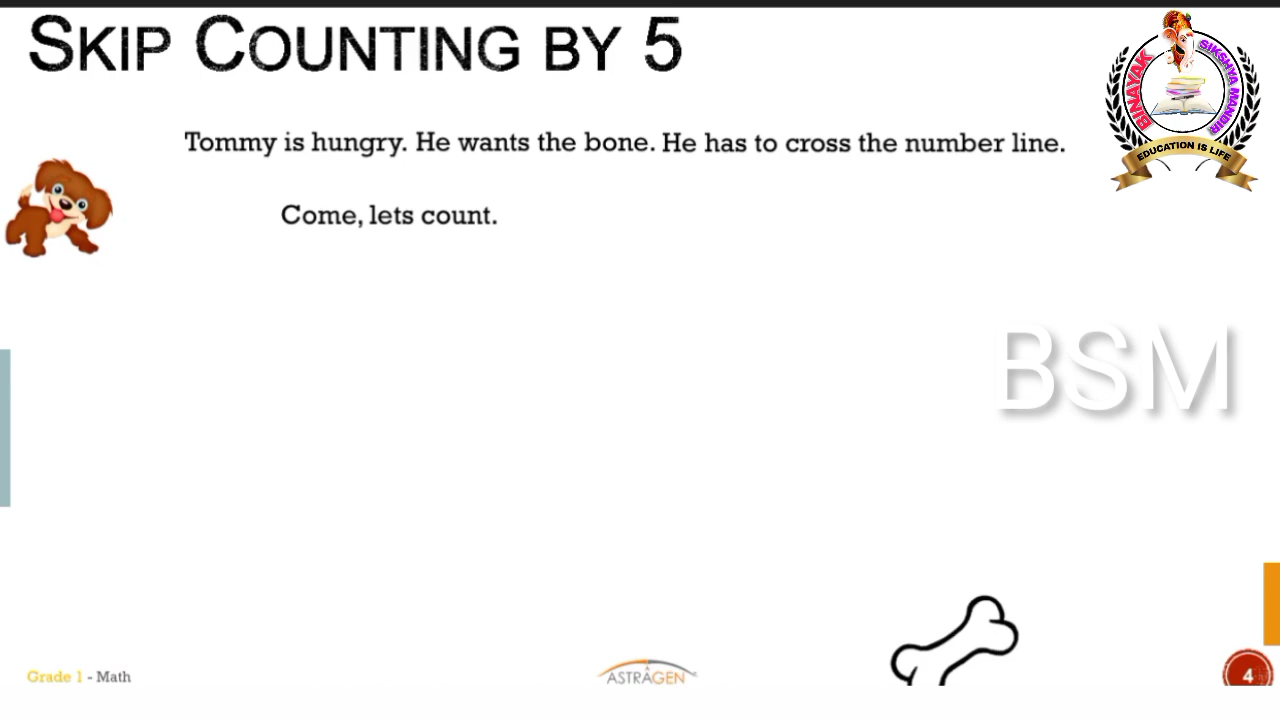 SKIP COUNTING BY 5
BINAYAK SIKSHYA MANDIR
EDUCATION IS LIFE
Tommy is hungry. He wants the bone. He has to cross the number line.
Come, lets count.
BSM
Grade 1 - Math
ASTRAGEN
4